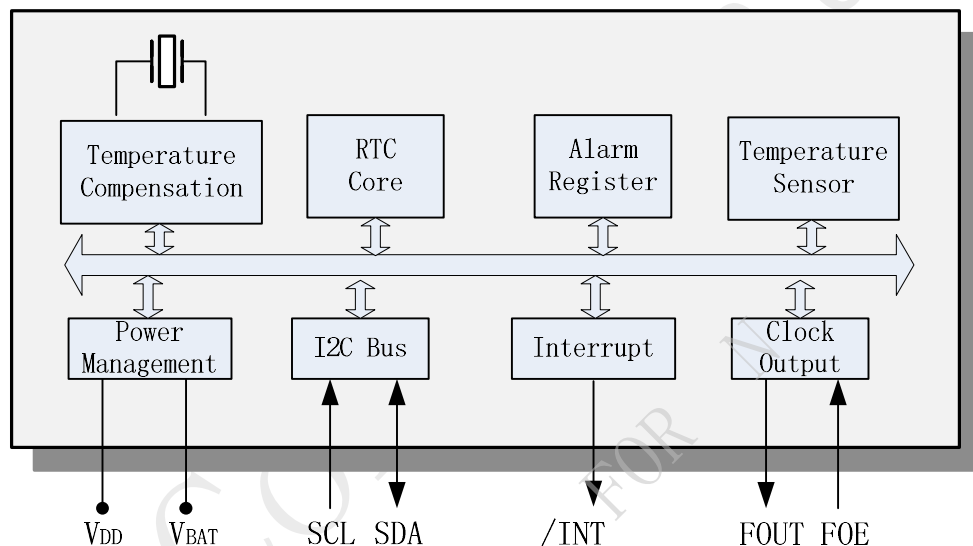 Temperature
Compensation
RTC
Core
Alarm
Register
Temperature
Sensor
Power
Management
I2C Bus
Interrupt
Clock
Output
VDD VBAT SCL SDA /INT FOUT FOE
FOR N